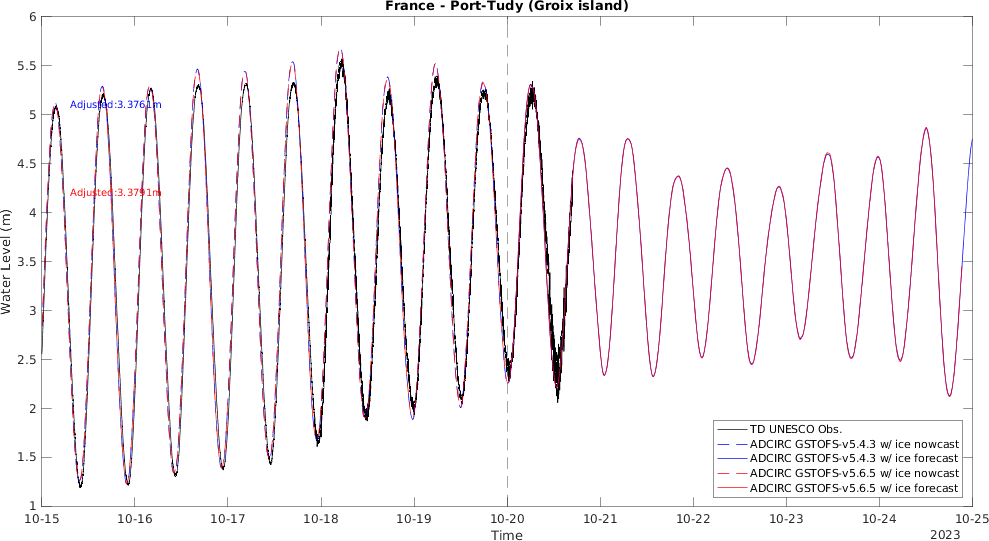 France - Port-Tudy (Groix island)
6
5.5
5
4.5
4
3.5
3
2.5
2
1.5
1
Water Level (m)
Adjusted:3.3761m
Adjusted:3.3791m
TD UNESCO Obs.
ADCIRC GSTOFS-v5.4.3 w/ ice nowcast
ADCIRC GSTOFS-v5.4.3 w/ ice forecast
ADCIRC GSTOFS-v5.6.5 w/ ice nowcast
ADCIRC GSTOFS-v5.6.5 w/ ice forecast
10-15 10-16 10-17 10-18 10-19 10-20 10-21 10-22 10-23 10-24 10-25
Time
2023